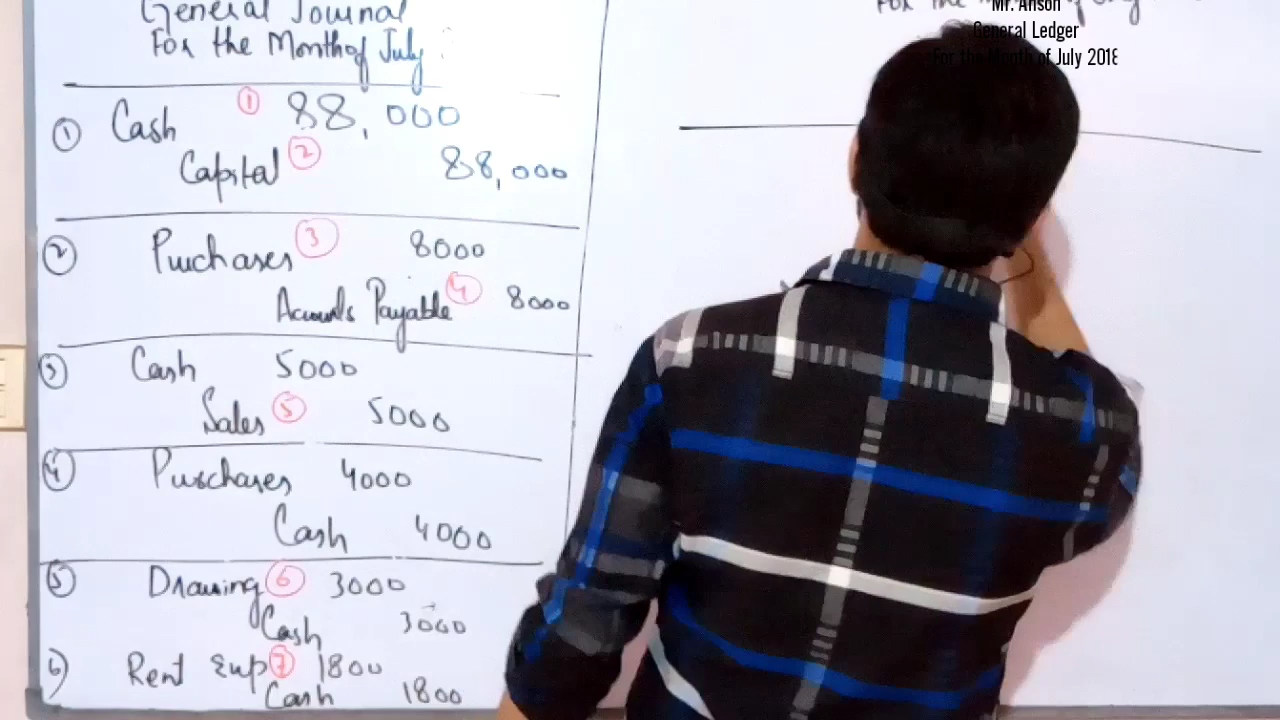 General Journal
For the Month of July
① Cash ① 88,000
Capital ② 88,000
② Purchases ③ 8000
Accounts Payable ④ 8000
③ Cash 5000
Sales ⑤ 5000
④ Purchases 4000
Cash 4000
⑤ Drawing ⑥ 3000
Cash 3000
6) Rent Exp ⑦ 1800
Cash 1800
For the
Mr. Anson
General Ledger
For the Month of July 2018